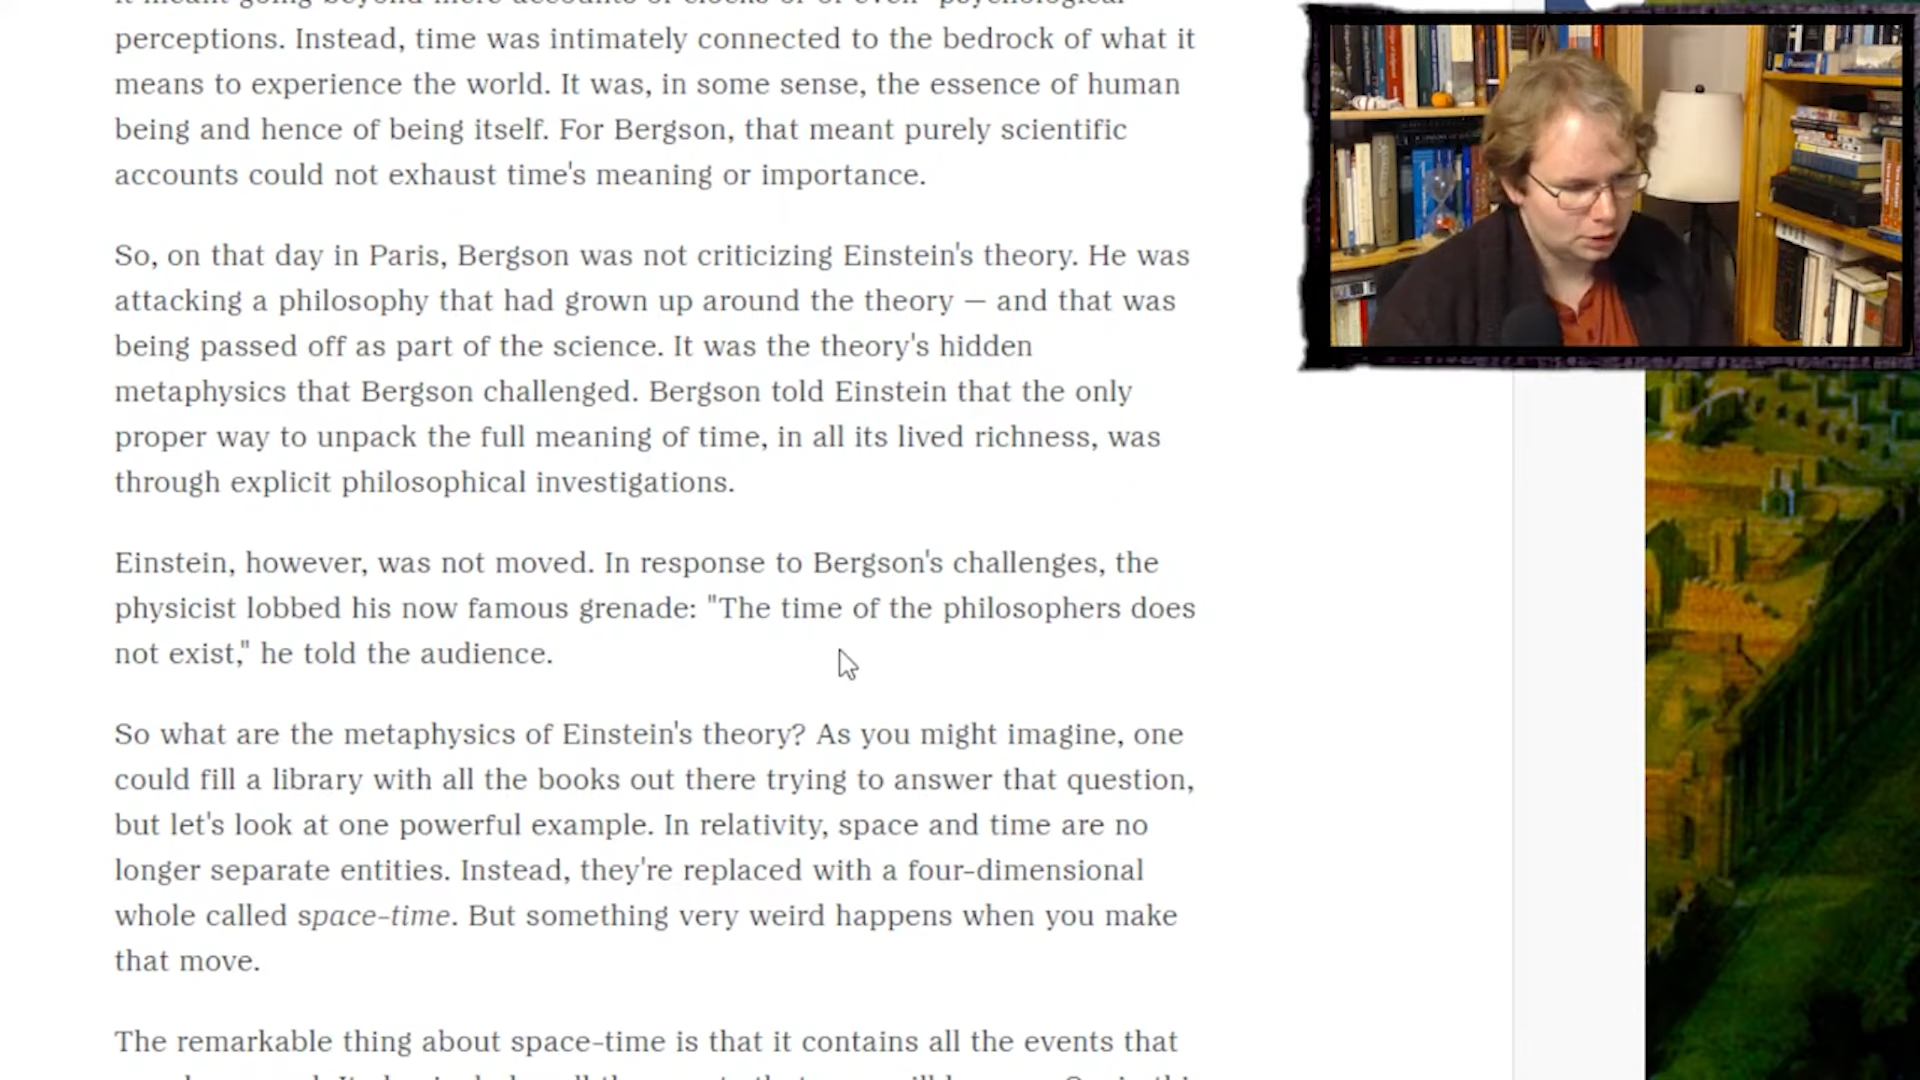 perceptions. Instead, time was intimately connected to the bedrock of what it
means to experience the world. It was, in some sense, the essence of human
being and hence of being itself. For Bergson, that meant purely scientific
accounts could not exhaust time's meaning or importance.
So, on that day in Paris, Bergson was not criticizing Einstein's theory. He was
attacking a philosophy that had grown up around the theory — and that was
being passed off as part of the science. It was the theory's hidden
metaphysics that Bergson challenged. Bergson told Einstein that the only
proper way to unpack the full meaning of time, in all its lived richness, was
through explicit philosophical investigations.
Einstein, however, was not moved. In response to Bergson's challenges, the
physicist lobbed his now famous grenade: "The time of the philosophers does
not exist," he told the audience.
So what are the metaphysics of Einstein's theory? As you might imagine, one
could fill a library with all the books out there trying to answer that question,
but let's look at one powerful example. In relativity, space and time are no
longer separate entities. Instead, they're replaced with a four-dimensional
whole called space-time. But something very weird happens when you make
that move.
The remarkable thing about space-time is that it contains all the events that